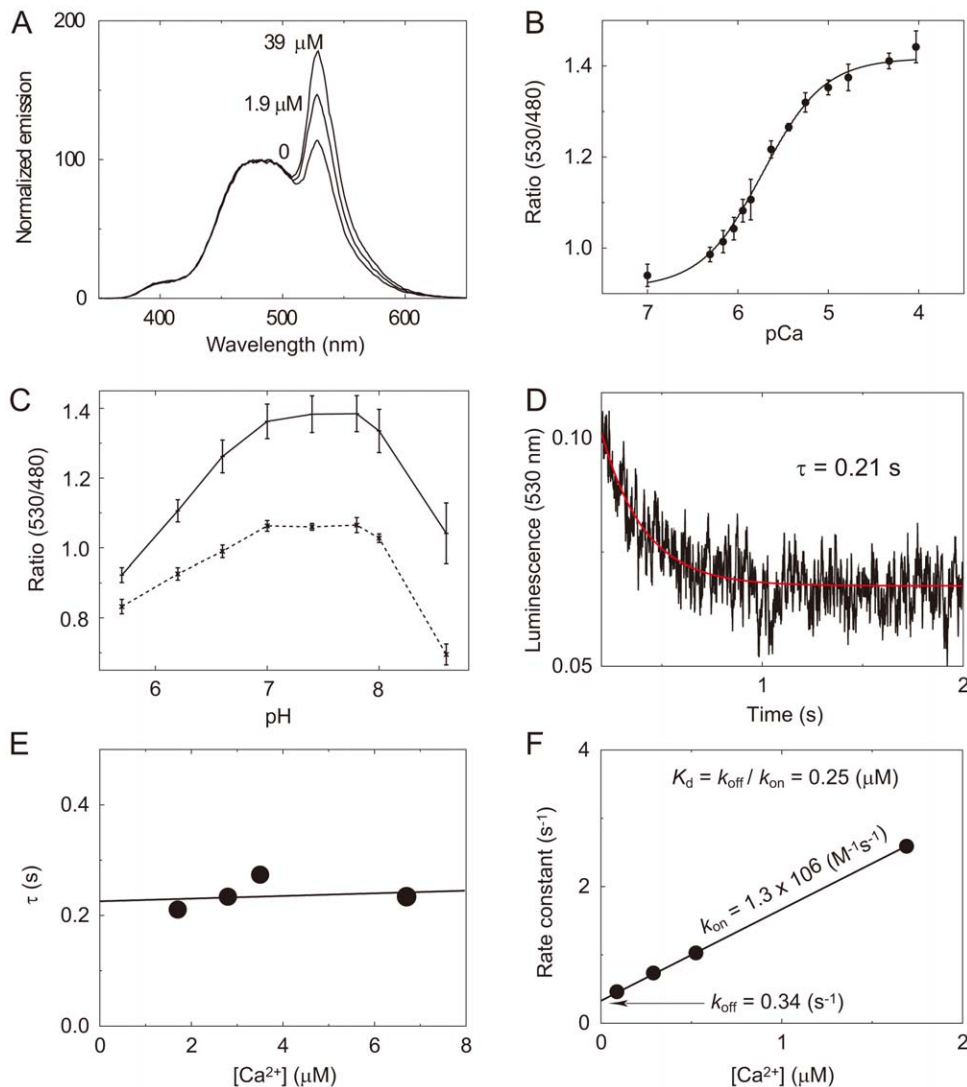 A
200
100
0
400
500
600
Normalized emission
Wavelength (nm)
39 μM
1.9 μM
0
B
1.4
1.2
1.0
7
6
5
4
Ratio (530/480)
pCa
C
1.4
1.2
1.0
0.8
6
7
8
Ratio (530/480)
pH
D
0.10
0.05
1
2
Luminescence (530 nm)
Time (s)
τ = 0.21 s
E
0.4
0.2
0.0
0
2
4
6
8
τ (s)
[Ca²⁺] (μM)
F
4
2
0
0
1
2
Rate constant (s⁻¹)
[Ca²⁺] (μM)
Kd = koff / kon = 0.25 (μM)
kon = 1.3 x 10⁶ (M⁻¹s⁻¹)
koff = 0.34 (s⁻¹)